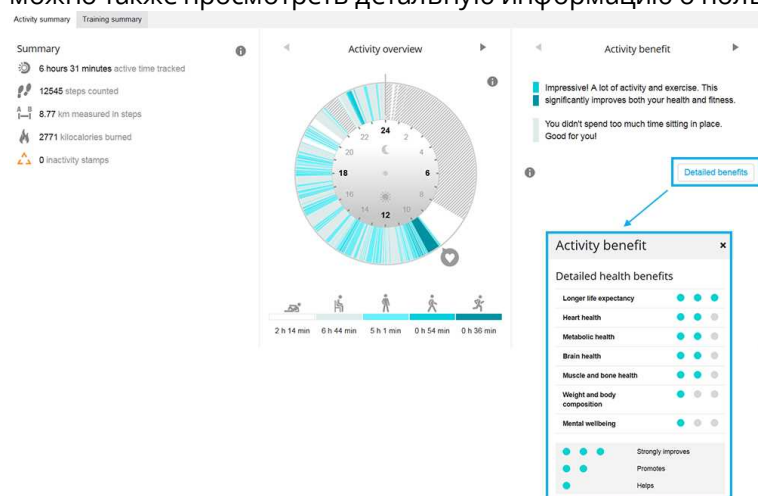 можно также просмотреть детальную информацию о поль
Activity summary Training summary
Summary
6 hours 31 minutes active time tracked
12545 steps counted
A B
8.77 km measured in steps
2771 kilocalories burned
0 inactivity stamps
Activity overview
24
22 2
20 4
18 6
16 8
14 10
12
2 h 14 min 6 h 44 min 5 h 1 min 0 h 54 min 0 h 36 min
Activity benefit
Impressive! A lot of activity and exercise. This
significantly improves both your health and fitness.
You didn't spend too much time sitting in place.
Good for you!
Detailed benefits
Activity benefit ×
Detailed health benefits
Longer life expectancy
Heart health
Metabolic health
Brain health
Muscle and bone health
Weight and body
composition
Mental wellbeing
Strongly improves
Promotes
Helps